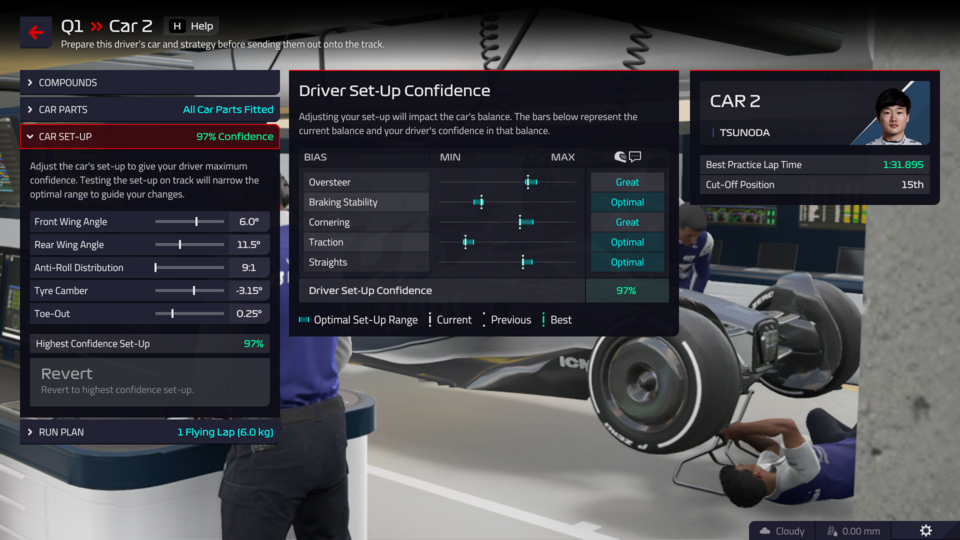 Q1 » Car 2 H Help
Prepare this driver's car and strategy before sending them out onto the track.
COMPOUNDS
CAR PARTS All Car Parts Fitted
CAR SET-UP 97% Confidence
Adjust the car's set-up to give your driver maximum
confidence. Testing the set-up on track will narrow the
optimal range to guide your changes.
Front Wing Angle 6.0°
Rear Wing Angle 11.5°
Anti-Roll Distribution 9:1
Tyre Camber -3.15°
Toe-Out 0.25°
Highest Confidence Set-Up 97%
Revert
Revert to highest confidence set-up.
RUN PLAN 1 Flying Lap (6.0 kg)
Driver Set-Up Confidence
Adjusting your set-up will impact the car's balance. The bars below represent the
current balance and your driver's confidence in that balance.
BIAS MIN MAX
Oversteer Great
Braking Stability Optimal
Cornering Great
Traction Optimal
Straights Optimal
Driver Set-Up Confidence 97%
Optimal Set-Up Range Current Previous Best
CAR 2
TSUNODA
Best Practice Lap Time 1:31.895
Cut-Off Position 15th
ICM
P ZERO
Cloudy 0.00 mm